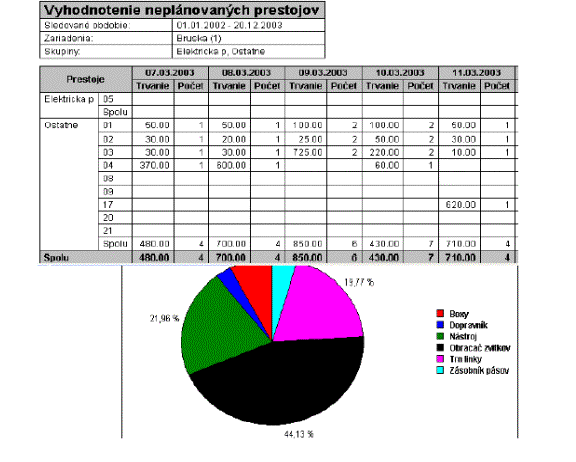 Vyhodnotenie neplánovaných prestojov
Sledované obdobie: 01.01.2002 - 20.12.2003
Zariadenia: Bruska (1)
Skupiny: Elektricka p, Ostatne
Prestoje 07.03.2003 08.03.2003 09.03.2003 10.03.2003 11.03.2003
Trvanie Počet Trvanie Počet Trvanie Počet Trvanie Počet Trvanie Počet
Elektricka p 05
Spolu
Ostatne 01 50.00 1 50.00 1 100.00 2 100.00 2 50.00 1
02 30.00 1 20.00 1 25.00 2 50.00 2 30.00 1
03 30.00 1 30.00 1 725.00 2 220.00 2 10.00 1
04 370.00 1 600.00 1 60.00 1
08
09
17 620.00 1
20
21
Spolu 480.00 4 700.00 4 850.00 6 430.00 7 710.00 4
Spolu 480.00 4 700.00 4 850.00 6 430.00 7 710.00 4
19,77 %
21,96 %
44,13 %
Boxy
Dopravník
Nástroj
Obracač zvitkov
Trn linky
Zásobník pásov